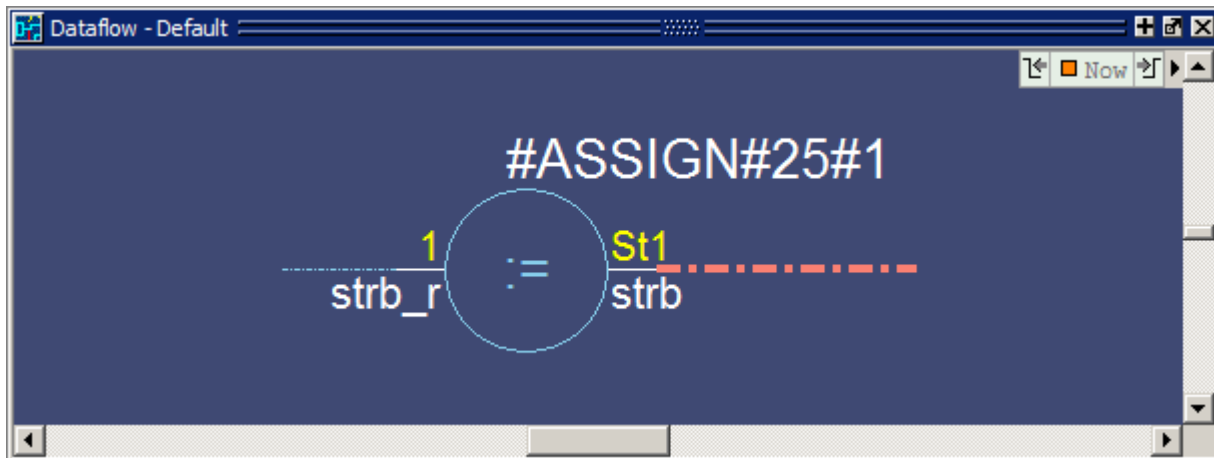 Dataflow - Default
Now
#ASSIGN#25#1
1
St1
:=
strb_r
strb